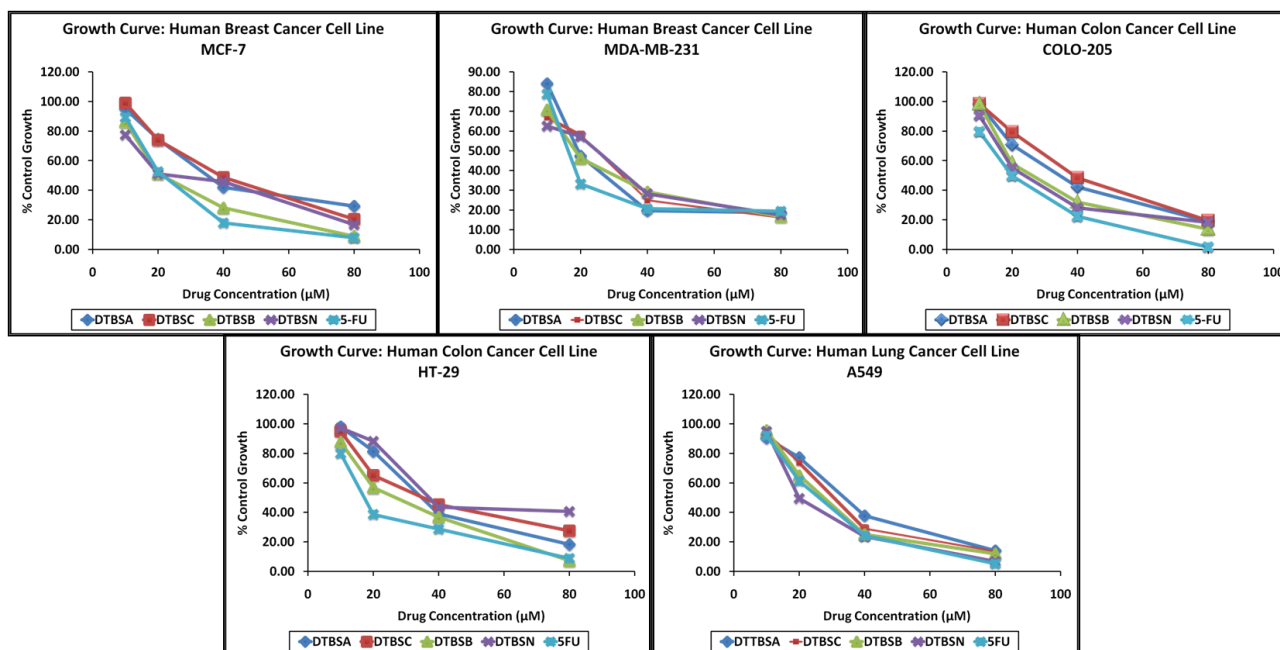 Growth Curve: Human Breast Cancer Cell Line
MCF-7
120.00
100.00
80.00
60.00
40.00
20.00
0.00
% Control Growth
0 20 40 60 80 100
Drug Concentration (µM)
DTBSA DTBSC DTBSB DTBSN 5-FU
Growth Curve: Human Breast Cancer Cell Line
MDA-MB-231
90.00
80.00
70.00
60.00
50.00
40.00
30.00
20.00
10.00
0.00
% Control Growth
0 20 40 60 80 100
Drug Concentration (µM)
DTBSA DTBSC DTBSB DTBSN 5-FU
Growth Curve: Human Colon Cancer Cell Line
COLO-205
120.00
100.00
80.00
60.00
40.00
20.00
0.00
% Control Growth
0 20 40 60 80 100
Drug Concentration (µM)
DTBSA DTBSC DTBSB DTBSN 5-FU
Growth Curve: Human Colon Cancer Cell Line
HT-29
120.00
100.00
80.00
60.00
40.00
20.00
0.00
% Control Growth
0 20 40 60 80 100
Drug Concentration (µM)
DTBSA DTBSC DTBSB DTBSN 5FU
Growth Curve: Human Lung Cancer Cell Line
A549
120.00
100.00
80.00
60.00
40.00
20.00
0.00
% Control Growth
0 20 40 60 80 100
Drug Concentration (µM)
DTTBSA DTBSC DTBSB DTBSN 5FU